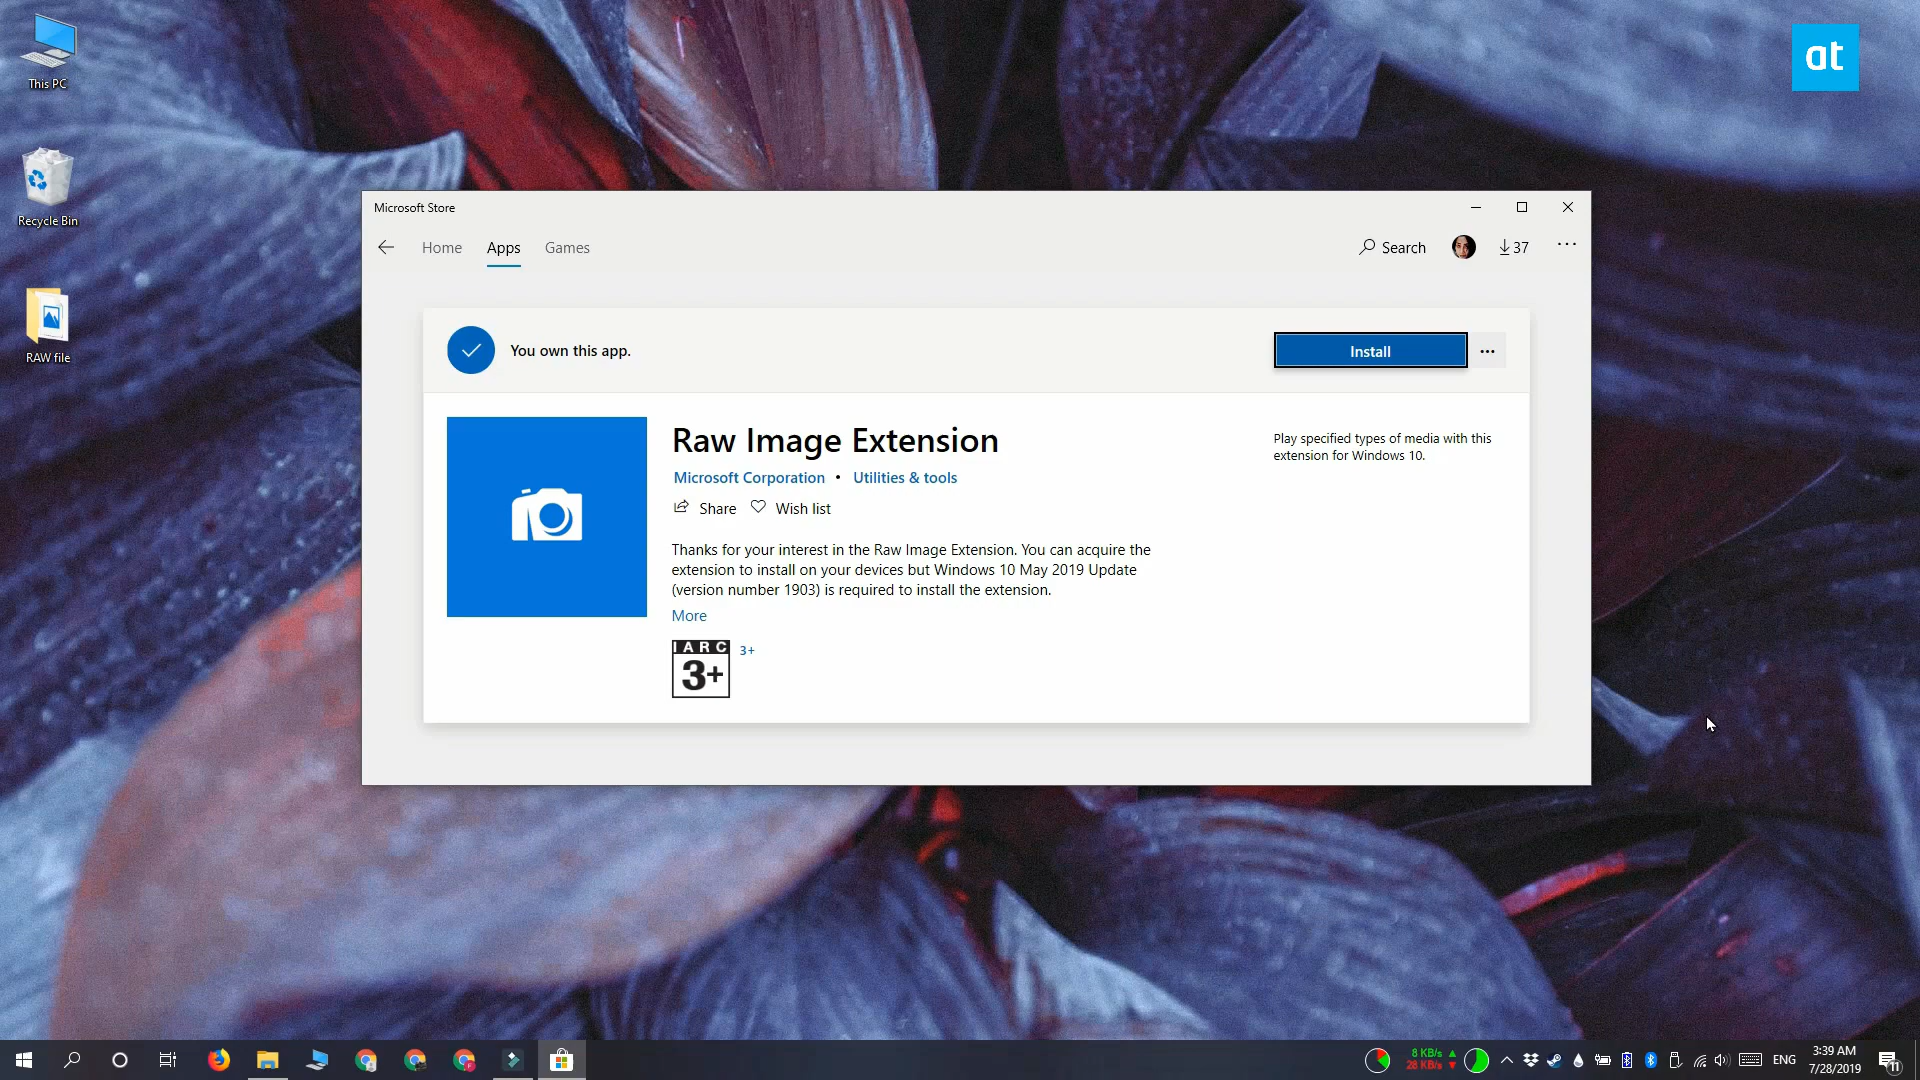 This PC
Recycle Bin
RAW file
at
Microsoft Store
Home Apps Games
Search
37
You own this app.
Install
Raw Image Extension
Microsoft Corporation • Utilities & tools
Share Wish list
Thanks for your interest in the Raw Image Extension. You can acquire the
extension to install on your devices but Windows 10 May 2019 Update
(version number 1903) is required to install the extension.
More
IARC
3+
3+
Play specified types of media with this
extension for Windows 10.
8 KB/s
28 KB/s
ENG
3:39 AM
7/28/2019
11